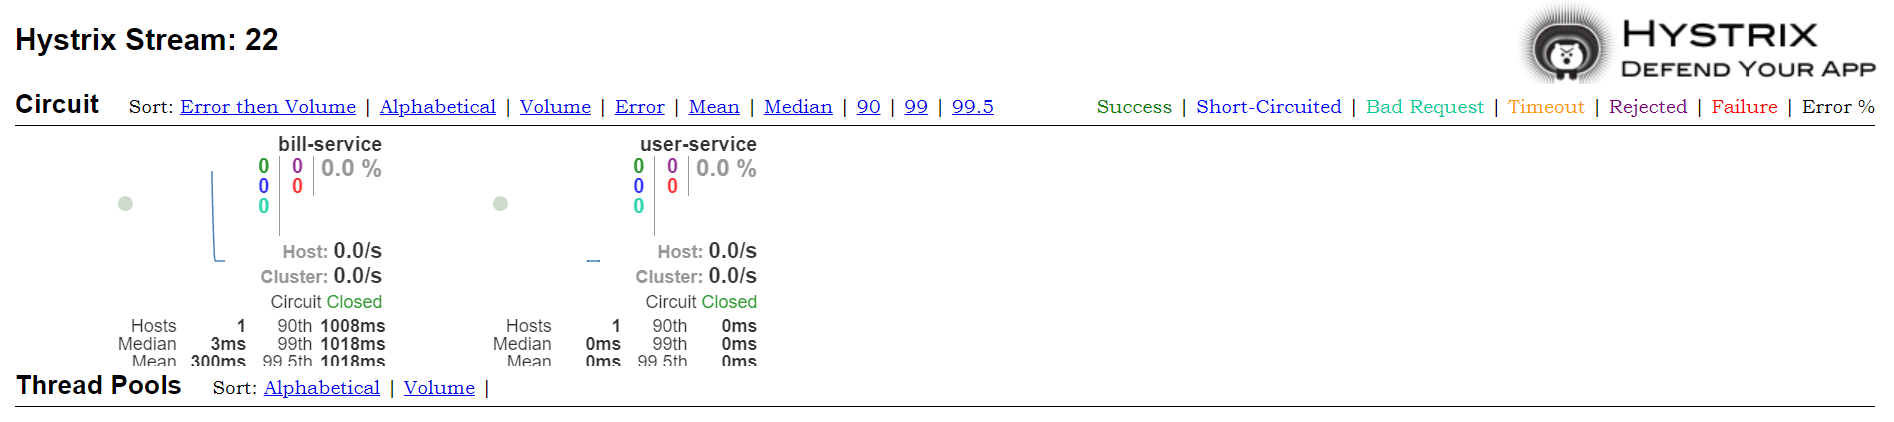 Hystrix Stream: 22
HYSTRIX
DEFEND YOUR APP
Circuit Sort: Error then Volume | Alphabetical | Volume | Error | Mean | Median | 90 | 99 | 99.5
Success | Short-Circuited | Bad Request | Timeout | Rejected | Failure | Error %
bill-service
0 0 0.0 %
0 0
0
Host: 0.0/s
Cluster: 0.0/s
Circuit Closed
Hosts 1 90th 1008ms
Median 3ms 99th 1018ms
Mean 300ms 99.5th 1018ms
user-service
0 0 0.0 %
0 0
0
Host: 0.0/s
Cluster: 0.0/s
Circuit Closed
Hosts 1 90th 0ms
Median 0ms 99th 0ms
Mean 0ms 99.5th 0ms
Thread Pools Sort: Alphabetical | Volume |